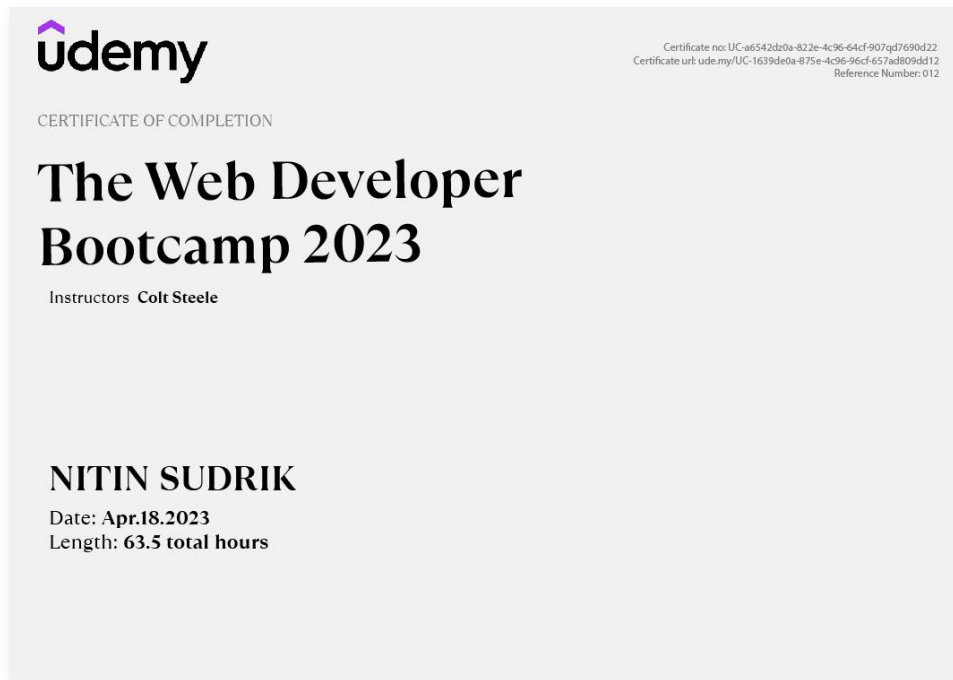 udemy
Certificate no: UC-a6542dz0a-822e-4c96-64cf-907qd7690d22
Certificate url: ude.my/UC-1639de0a-875e-4c96-96cf-657ad809dd12
Reference Number: 012
CERTIFICATE OF COMPLETION
The Web Developer
Bootcamp 2023
Instructors Colt Steele
NITIN SUDRIK
Date: Apr.18.2023
Length: 63.5 total hours